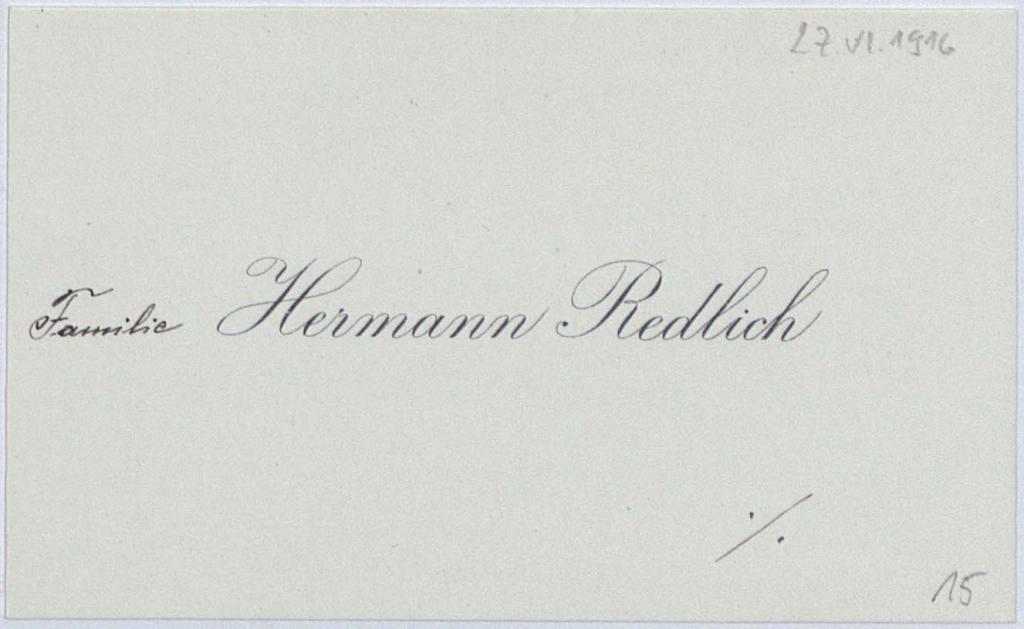 27.VI.1916
Familie Hermann Redlich
./.
15